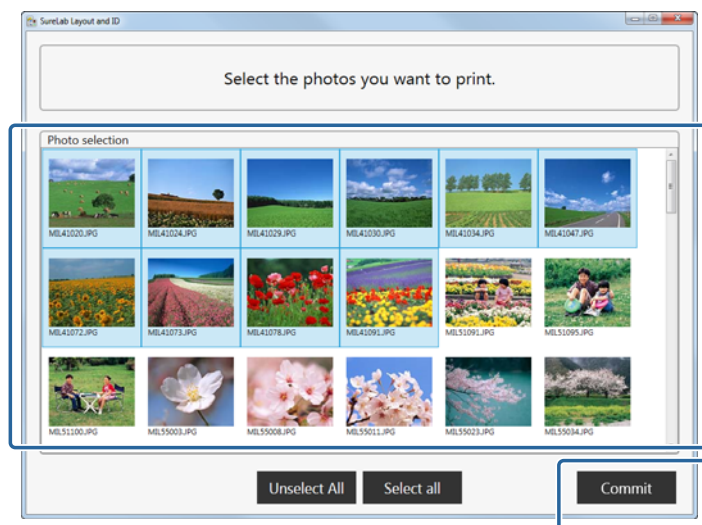 SureLab Layout and ID
Select the photos you want to print.
Photo selection
MIL41020.JPG MIL41024.JPG MIL41029.JPG MIL41030.JPG MIL41034.JPG MIL41047.JPG
MIL41072.JPG MIL41073.JPG MIL41078.JPG MIL41091.JPG MIL51091.JPG MIL51095.JPG
MIL51100.JPG MIL55003.JPG MIL55008.JPG MIL55011.JPG MIL55023.JPG MIL55034.JPG
Unselect All Select all Commit